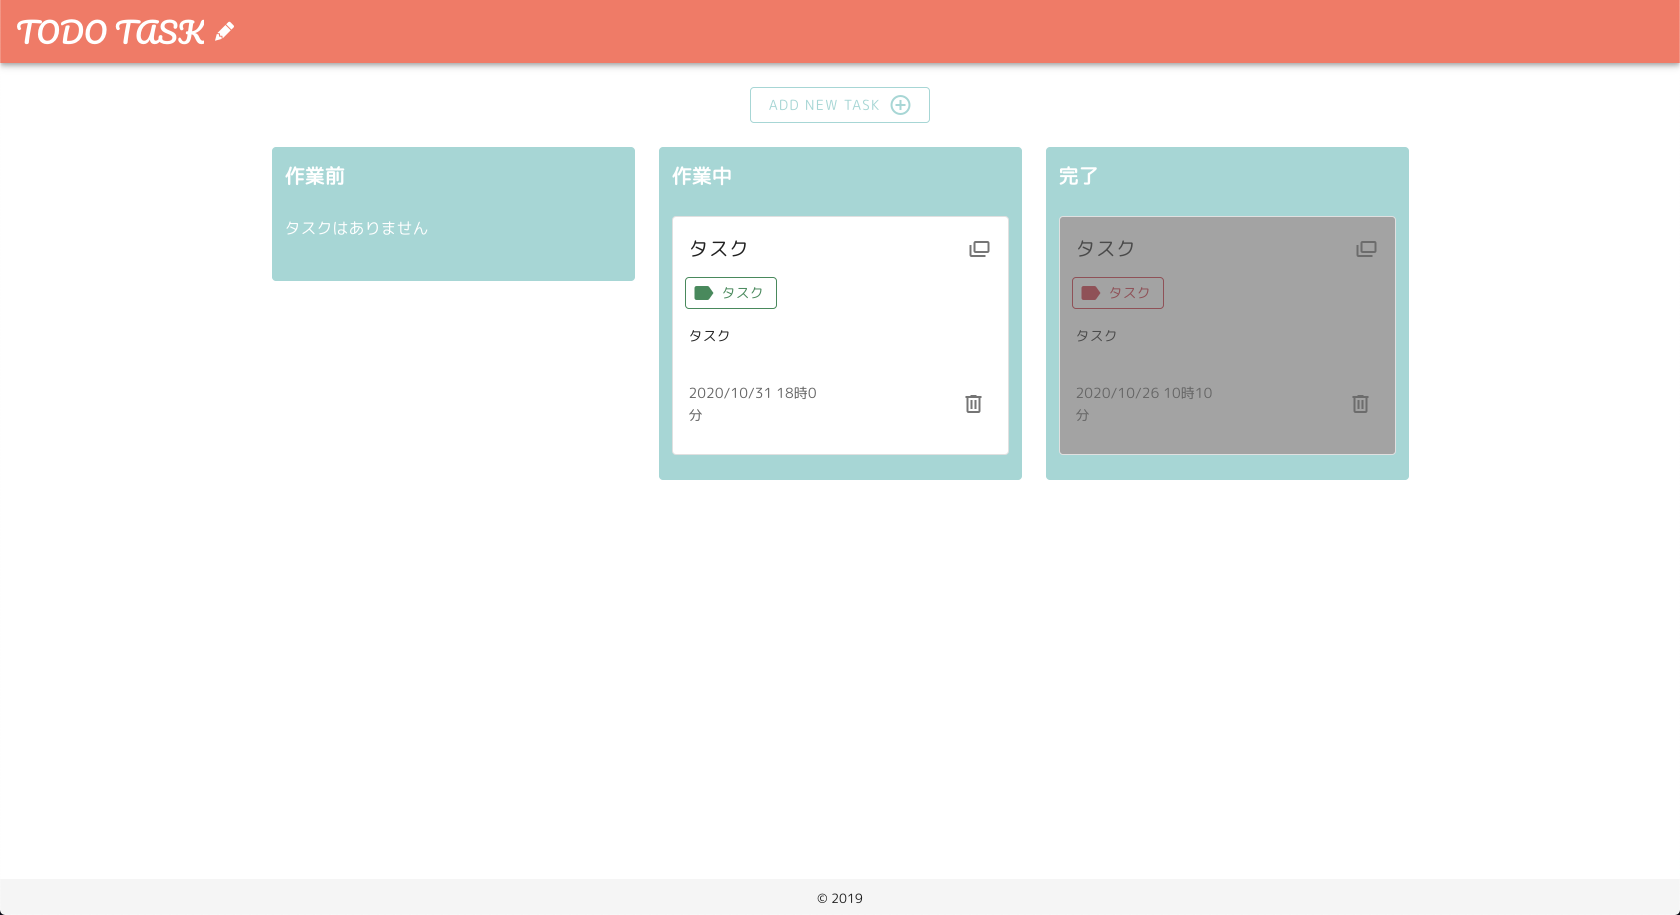 TODO TASK
ADD NEW TASK
作業前
タスクはありません
作業中
タスク
タスク
タスク
2020/10/31 18時0
分
完了
タスク
タスク
タスク
2020/10/26 10時10
分
© 2019